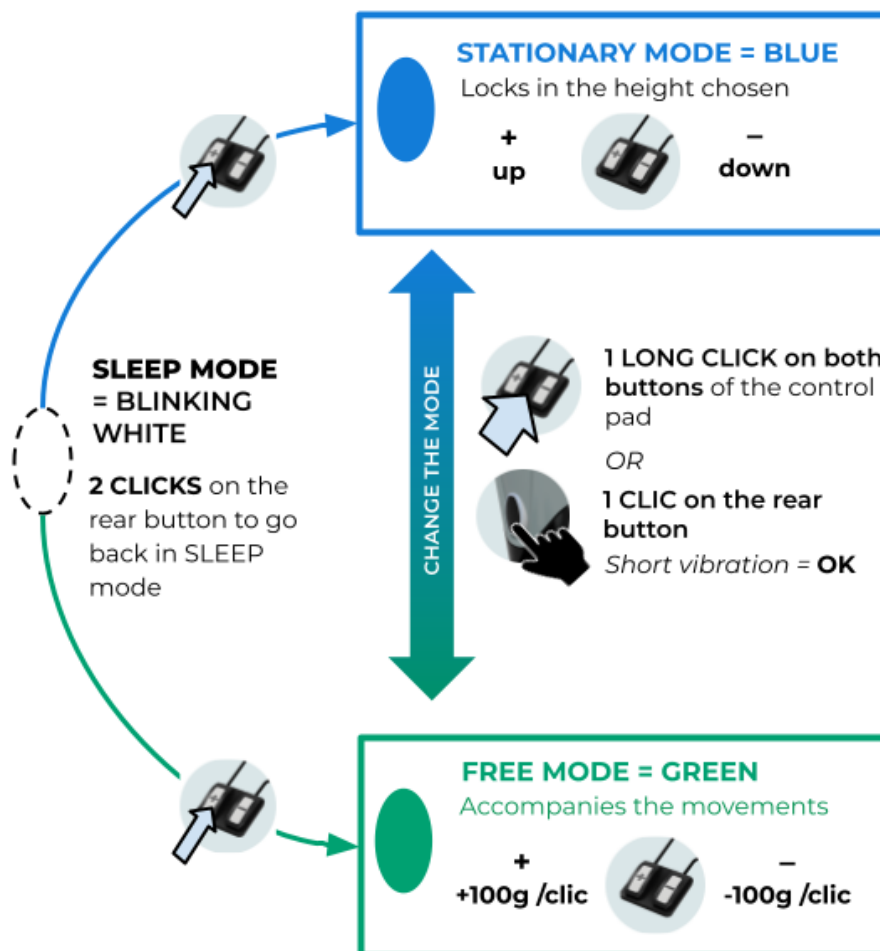 STATIONARY MODE = BLUE
Locks in the height chosen
+
up
–
down
SLEEP MODE
= BLINKING
WHITE
2 CLICKS on the
rear button to go
back in SLEEP
mode
CHANGE THE MODE
1 LONG CLICK on both
buttons of the control
pad
OR
1 CLIC on the rear
button
Short vibration = OK
FREE MODE = GREEN
Accompanies the movements
+
+100g /clic
–
-100g /clic